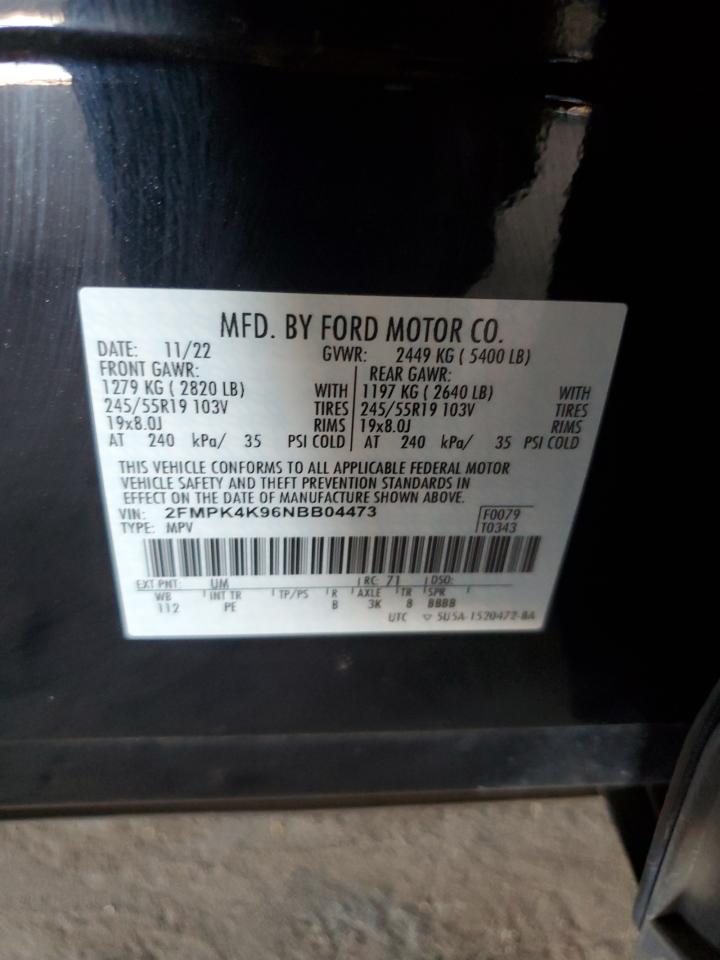 MFD. BY FORD MOTOR CO.
DATE: 11/22 GVWR: 2449 KG ( 5400 LB)
FRONT GAWR: REAR GAWR:
1279 KG ( 2820 LB) WITH 1197 KG ( 2640 LB) WITH
245/55R19 103V TIRES 245/55R19 103V TIRES
19x8.0J RIMS 19x8.0J RIMS
AT 240 kPa/ 35 PSI COLD AT 240 kPa/ 35 PSI COLD
THIS VEHICLE CONFORMS TO ALL APPLICABLE FEDERAL MOTOR
VEHICLE SAFETY AND THEFT PREVENTION STANDARDS IN
EFFECT ON THE DATE OF MANUFACTURE SHOWN ABOVE.
VIN: 2FMPK4K96NBB04473 F0079
TYPE: MPV T0343
EXT PNT: UM RC: 71 DSO:
WB INT TR TP/PS R AXLE TR SPR
112 PE B 3K 8 BBBB
UTC ▽ 5U5A-1520472-BA